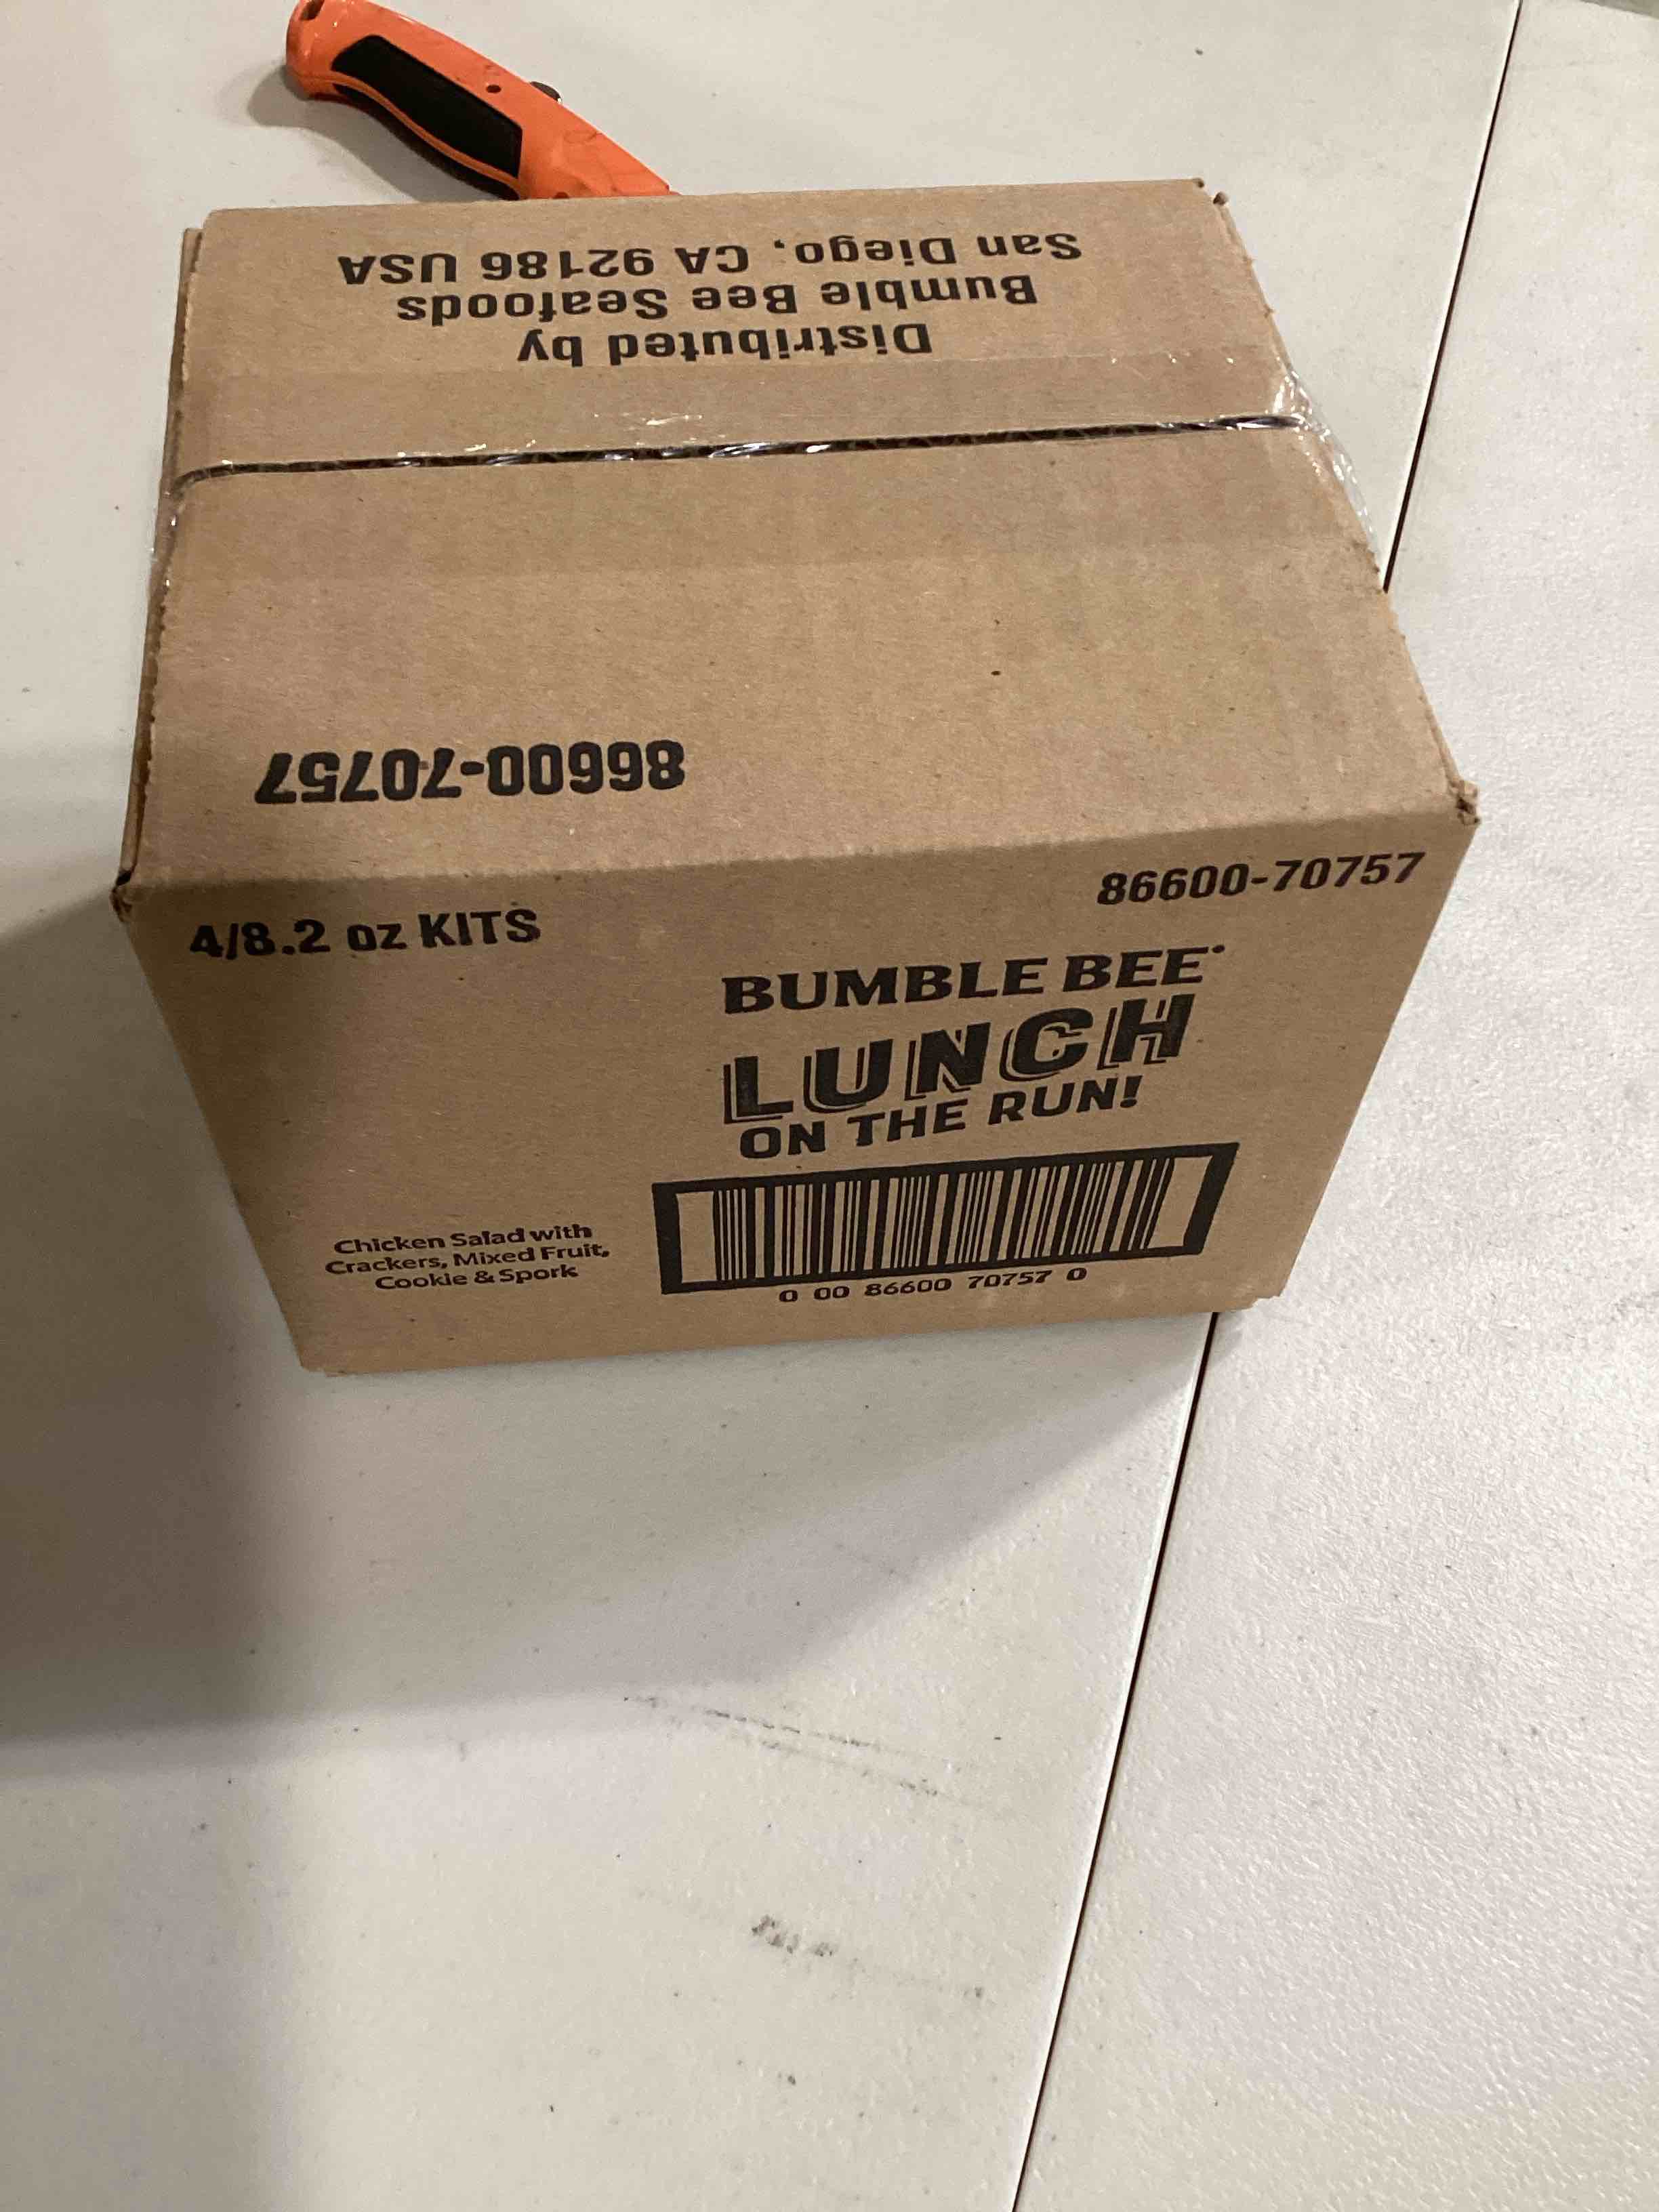 Distributed by
Bumble Bee Seafoods
San Diego, CA 92186 USA
86600-70757
4/8.2 oz KITS
86600-70757
BUMBLE BEE
LUNCH
ON THE RUN!
Chicken Salad with
Crackers, Mixed Fruit,
Cookie & Spork
0 00 86600 70757 0